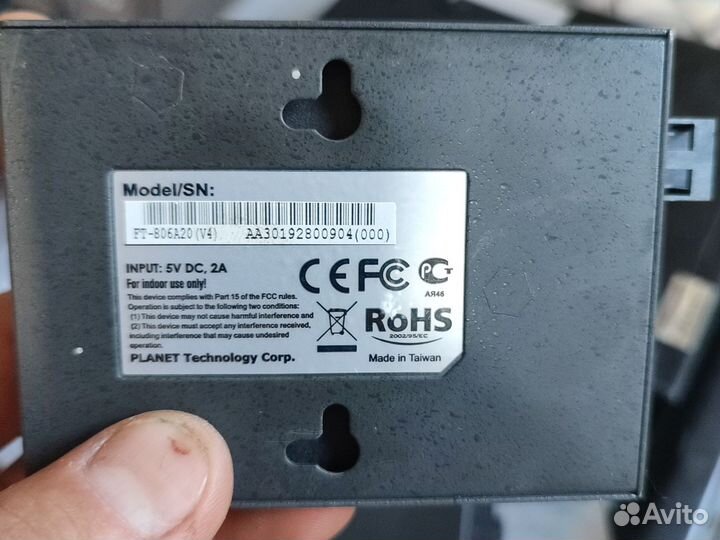 Model/SN:
FT-806A20(V4) AA30192800904(000)
INPUT: 5V DC, 2A
For indoor use only!
This device complies with Part 15 of the FCC rules.
Operation is subject to the following two conditions:
(1) This device may not cause harmful interference and
(2) This device must accept any interference received,
including interference that may cause undesired
operation.
PLANET Technology Corp.
CE FC PCT
АЯ46
RoHS
2002/95/EC
Made in Taiwan
Avito